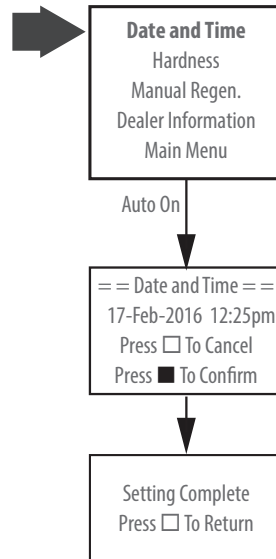 Date and Time
Hardness
Manual Regen.
Dealer Information
Main Menu
Auto On
= = Date and Time = =
17-Feb-2016 12:25pm
Press □ To Cancel
Press ■ To Confirm
Setting Complete
Press □ To Return